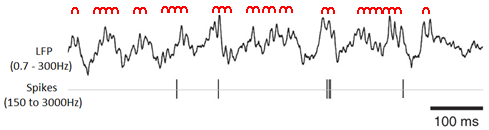 LFP
(0.7 - 300Hz)
Spikes
(150 to 3000Hz)
100 ms